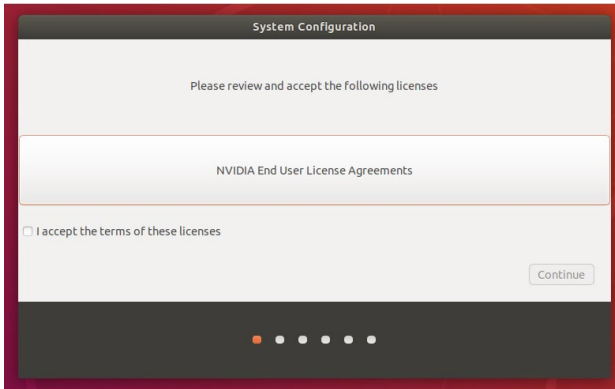 System Configuration
Please review and accept the following licenses
NVIDIA End User License Agreements
I accept the terms of these licenses
Continue